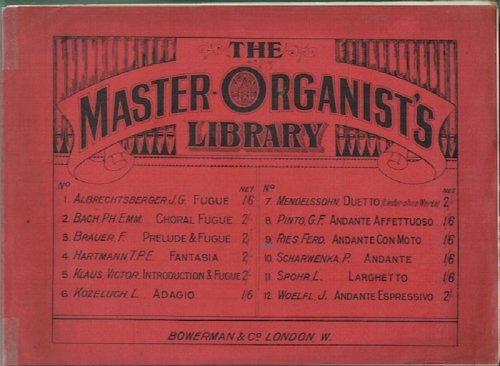 THE
MASTER-ORGANIST'S
LIBRARY
No NET
1. ALBRECHTSBERGER J.G. FUGUE 1/6
2. BACH, PH. EMM. CHORAL FUGUE 2/-
3. BRAUER, F. PRELUDE & FUGUE 2/-
4. HARTMANN T.P.E. FANTASIA 2/-
5. KLAUS, VICTOR. INTRODUCTION & FUGUE 2/-
6. KOZELUCH, L. ADAGIO 1/6
No NET
7. MENDELSSOHN. DUETTO (Lieder ohne Worte) 2/-
8. PINTO, G.F. ANDANTE AFFETTUOSO 1/6
9. RIES, FERD. ANDANTE CON MOTO 1/6
10. SCHARWENKA P. ANDANTE 1/6
11. SPOHR, L. LARGHETTO 1/6
12. WOELFL J. ANDANTE ESPRESSIVO 2/-
BOWERMAN & CO. LONDON W.